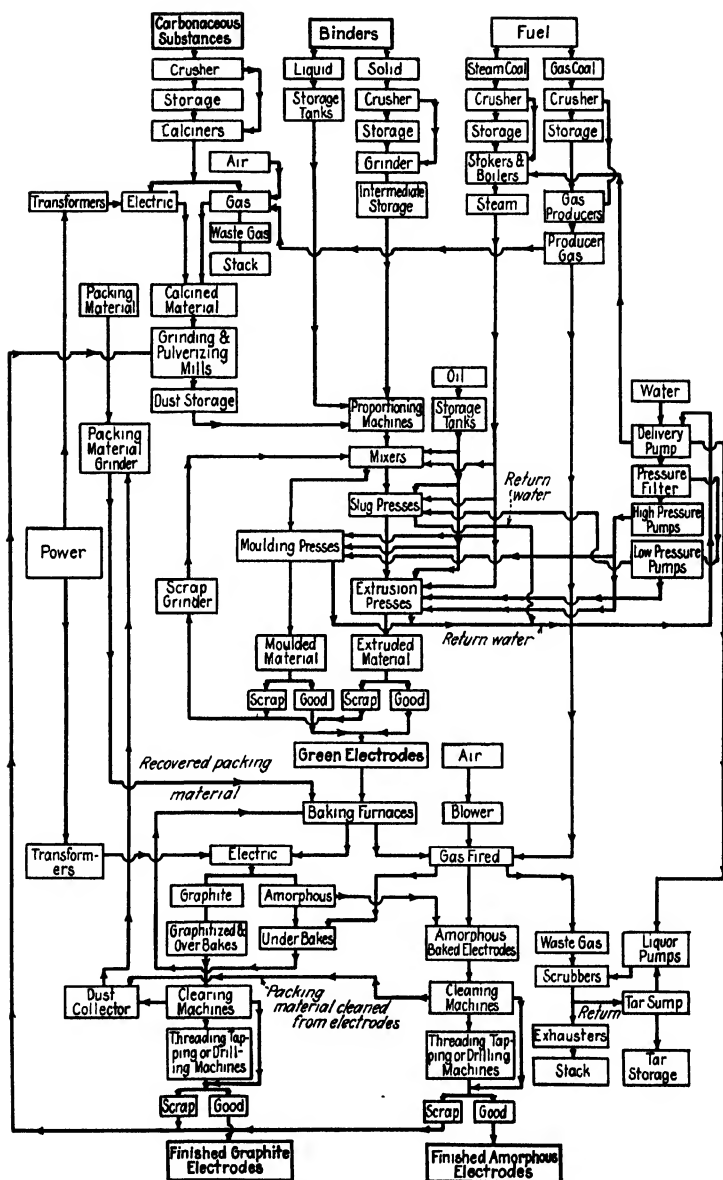 Carbonaceous
Substances
Binders
Fuel
Crusher
Liquid
Solid
Steam Coal
Gas Coal
Storage
Storage
Tanks
Crusher
Crusher
Crusher
Calciners
Storage
Storage
Storage
Air
Grinder
Stokers &
Boilers
Transformers
Electric
Gas
Intermediate
Storage
Steam
Gas
Producers
Waste Gas
Producer
Gas
Stack
Packing
Material
Calcined
Material
Grinding &
Pulverizing
Mills
Oil
Water
Dust Storage
Proportioning
Machines
Storage
Tanks
Packing
Material
Grinder
Delivery
Pump
Mixers
Return
water
Pressure
Filter
Slug Presses
High Pressure
Pumps
Power
Moulding Presses
Low Pressure
Pumps
Scrap
Grinder
Extrusion
Presses
Return water
Moulded
Material
Extruded
Material
Scrap
Good
Scrap
Good
Green Electrodes
Air
Recovered packing
material
Baking Furnaces
Blower
Transform-
ers
Electric
Gas Fired
Graphite
Amorphous
Graphitized &
Over Bakes
Under Bakes
Amorphous
Baked Electrodes
Waste Gas
Liquor
Pumps
Scrubbers
Dust
Collector
Clearing
Machines
Packing
material cleaned
from electrodes
Cleaning
Machines
Return
Tar Sump
Threading Tap-
ping or Drill-
ing Machines
Threading Tap-
ping or Drilling
Machines
Exhausters
Stack
Tar
Storage
Scrap
Good
Scrap
Good
Finished Graphite
Electrodes
Finished Amorphous
Electrodes